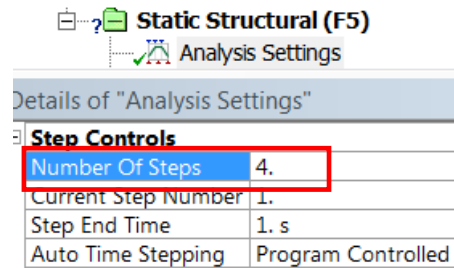 Static Structural (F5)
Analysis Settings
Details of "Analysis Settings"
Step Controls
Number Of Steps 4.
Current Step Number 1.
Step End Time 1. s
Auto Time Stepping Program Controlled